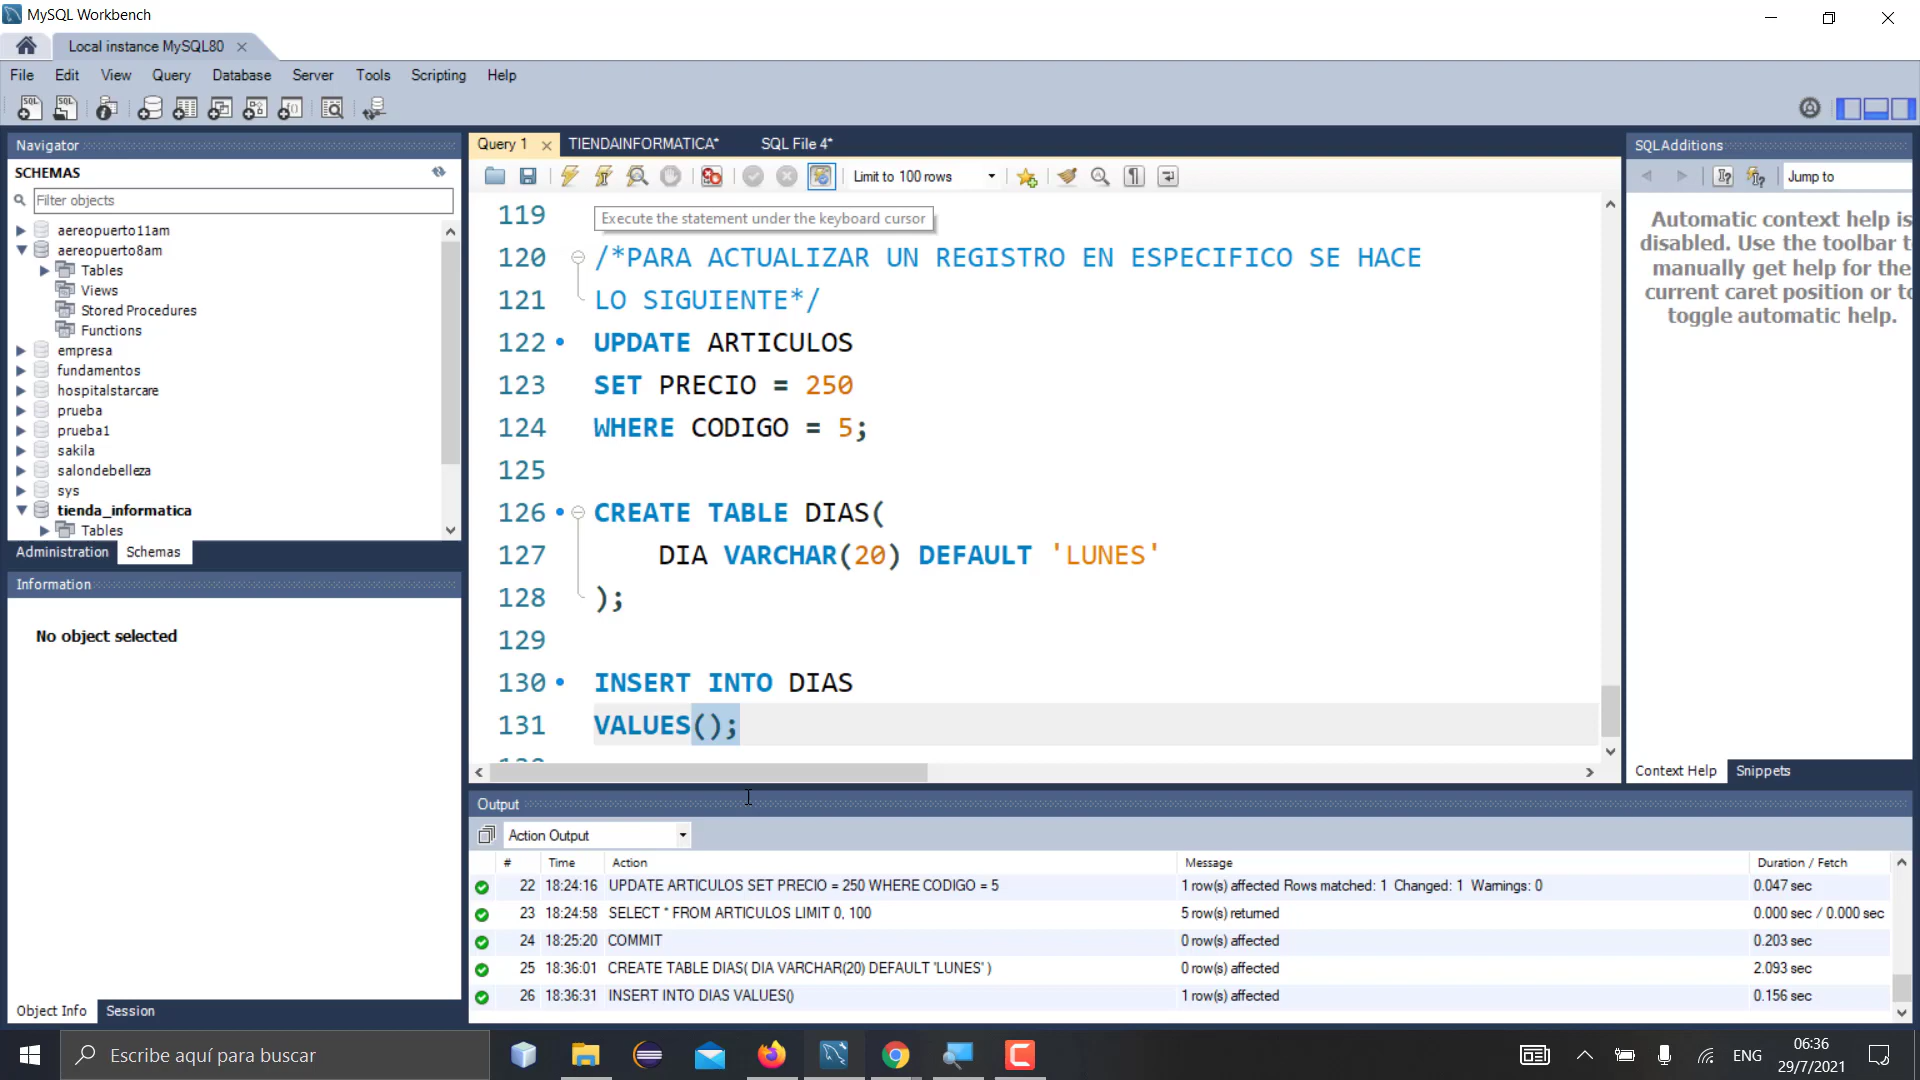 MySQL Workbench
Local instance MySQL80
File Edit View Query Database Server Tools Scripting Help
Navigator
SCHEMAS
Filter objects
aereopuerto11am
aereopuerto8am
Tables
Views
Stored Procedures
Functions
empresa
fundamentos
hospitalstarcare
prueba
prueba1
sakila
salondebelleza
sys
tienda_informatica
Tables
Administration Schemas
Information
No object selected
Object Info Session
Query 1 TIENDAINFORMATICA* SQL File 4*
Limit to 100 rows
Execute the statement under the keyboard cursor
119
120 /*PARA ACTUALIZAR UN REGISTRO EN ESPECIFICO SE HACE
121 LO SIGUIENTE*/
122 UPDATE ARTICULOS
123 SET PRECIO = 250
124 WHERE CODIGO = 5;
125
126 CREATE TABLE DIAS(
127 DIA VARCHAR(20) DEFAULT 'LUNES'
128 );
129
130 INSERT INTO DIAS
131 VALUES();
SQLAdditions
Jump to
Automatic context help is
disabled. Use the toolbar t
manually get help for the
current caret position or to
toggle automatic help.
Context Help Snippets
Output
Action Output
# Time Action Message Duration / Fetch
22 18:24:16 UPDATE ARTICULOS SET PRECIO = 250 WHERE CODIGO = 5 1 row(s) affected Rows matched: 1 Changed: 1 Warnings: 0 0.047 sec
23 18:24:58 SELECT * FROM ARTICULOS LIMIT 0, 100 5 row(s) returned 0.000 sec / 0.000 sec
24 18:25:20 COMMIT 0 row(s) affected 0.203 sec
25 18:36:01 CREATE TABLE DIAS( DIA VARCHAR(20) DEFAULT 'LUNES' ) 0 row(s) affected 2.093 sec
26 18:36:31 INSERT INTO DIAS VALUES() 1 row(s) affected 0.156 sec
Escribe aquí para buscar
ENG
06:36
29/7/2021